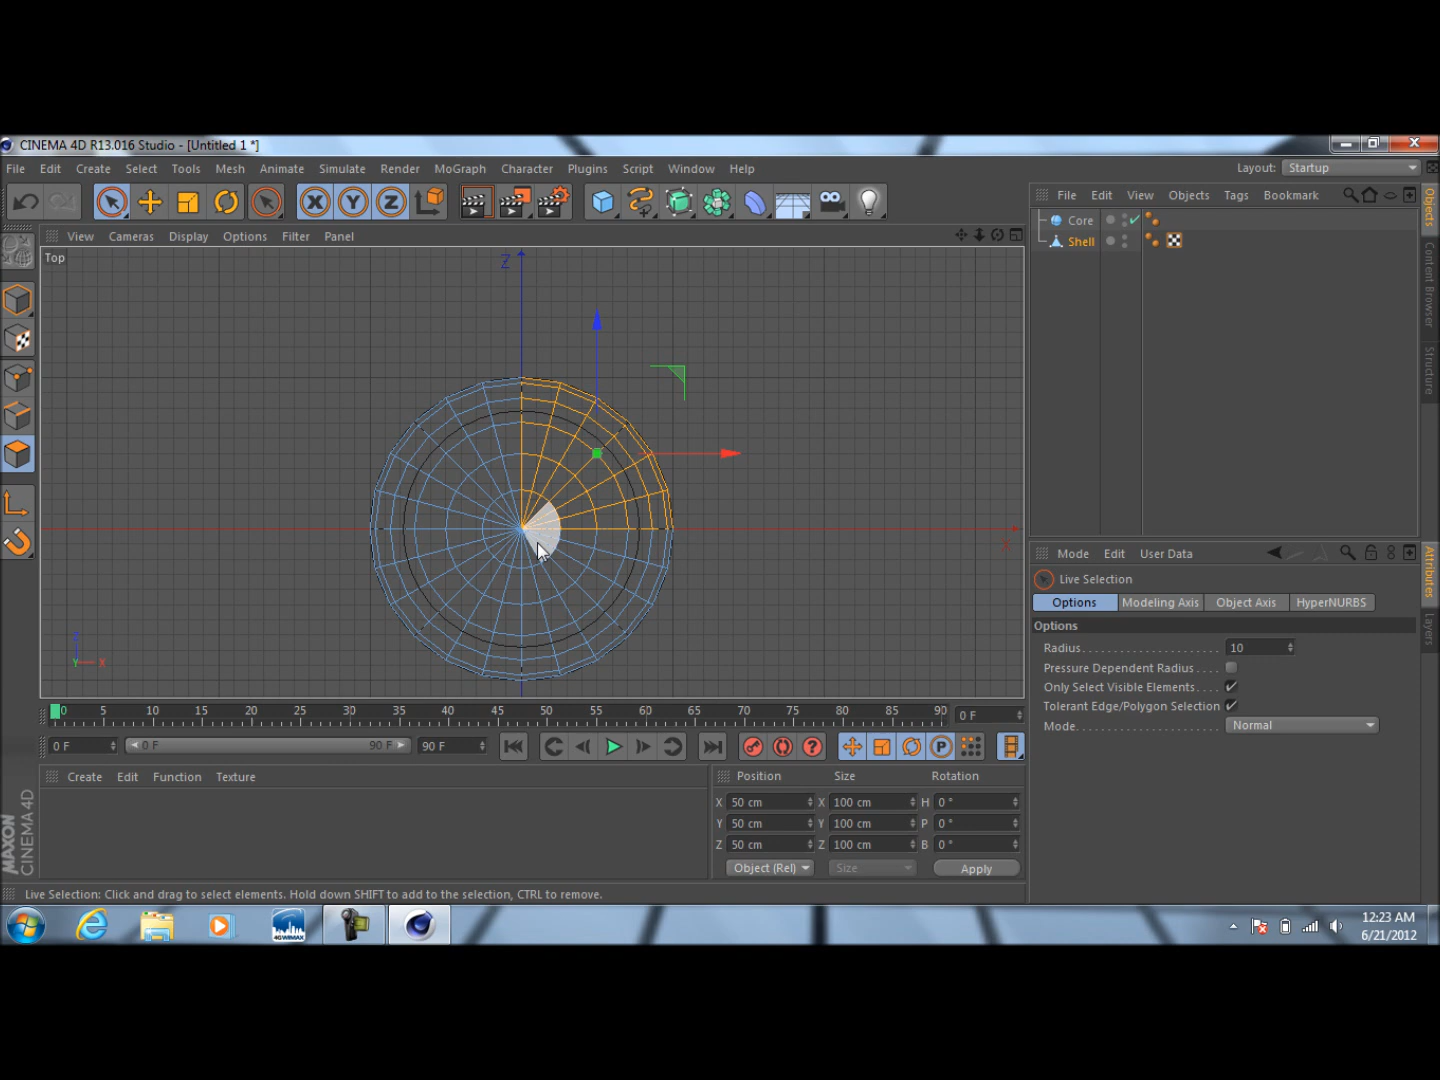 CINEMA 4D R13.016 Studio - [Untitled 1 *]
File Edit Create Select Tools Mesh Animate Simulate Render MoGraph Character Plugins Script Window Help
Layout: Startup
X Y Z
File Edit View Objects Tags Bookmark
Core
Shell
Objects
Content Browser
Structure
View Cameras Display Options Filter Panel
Top
Z
X
Z
Y X
Mode Edit User Data
Live Selection
Options Modeling Axis Object Axis HyperNURBS
Options
Radius 10
Pressure Dependent Radius
Only Select Visible Elements
Tolerant Edge/Polygon Selection
Mode Normal
Attributes
Layers
0 5 10 15 20 25 30 35 40 45 50 55 60 65 70 75 80 85 90 0 F
0 F 0 F 90 F 90 F
P
Create Edit Function Texture
Position Size Rotation
X 50 cm X 100 cm H 0 °
Y 50 cm Y 100 cm P 0 °
Z 50 cm Z 100 cm B 0 °
Object (Rel) Size Apply
MAXON
CINEMA 4D
Live Selection: Click and drag to select elements. Hold down SHIFT to add to the selection, CTRL to remove.
4GWIMAX
12:23 AM
6/21/2012